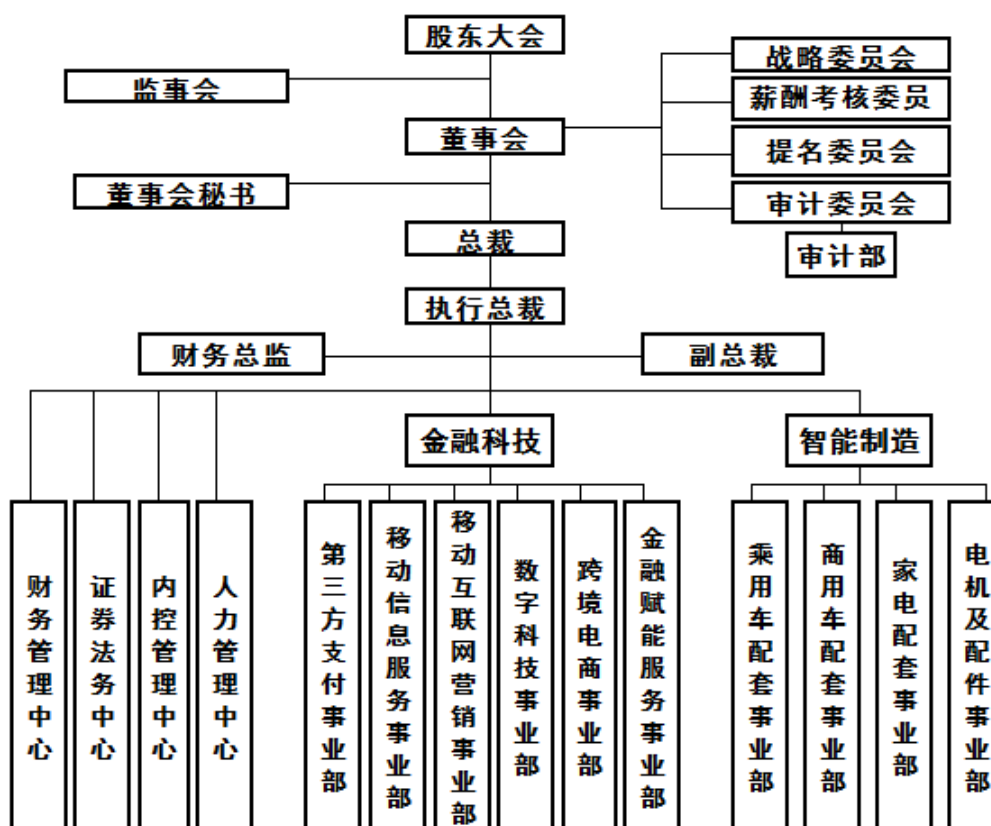 股东大会
监事会
战略委员会
薪酬考核委员
董事会
提名委员会
董事会秘书
审计委员会
总裁
审计部
执行总裁
财务总监
副总裁
金融科技
智能制造
财务管理中心
证券法务中心
内控管理中心
人力管理中心
第三方支付事业部
移动信息服务事业部
移动互联网营销事业部
数字科技事业部
跨境电商事业部
金融赋能服务事业部
乘用车配套事业部
商用车配套事业部
家电配套事业部
电机及配件事业部